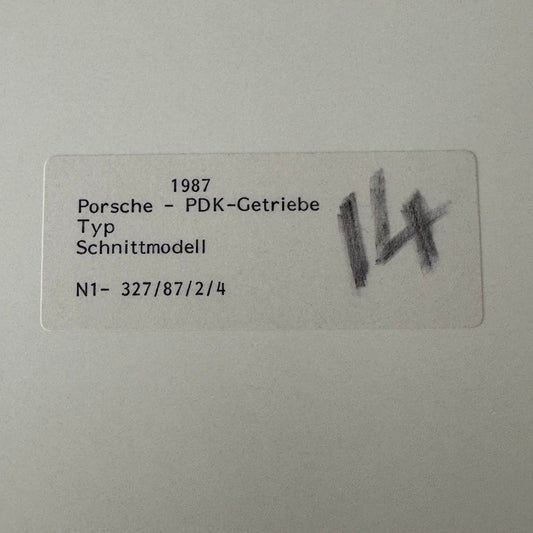 1987
Porsche - PDK-Getriebe
Typ
Schnittmodell
N1- 327/87/2/4
14